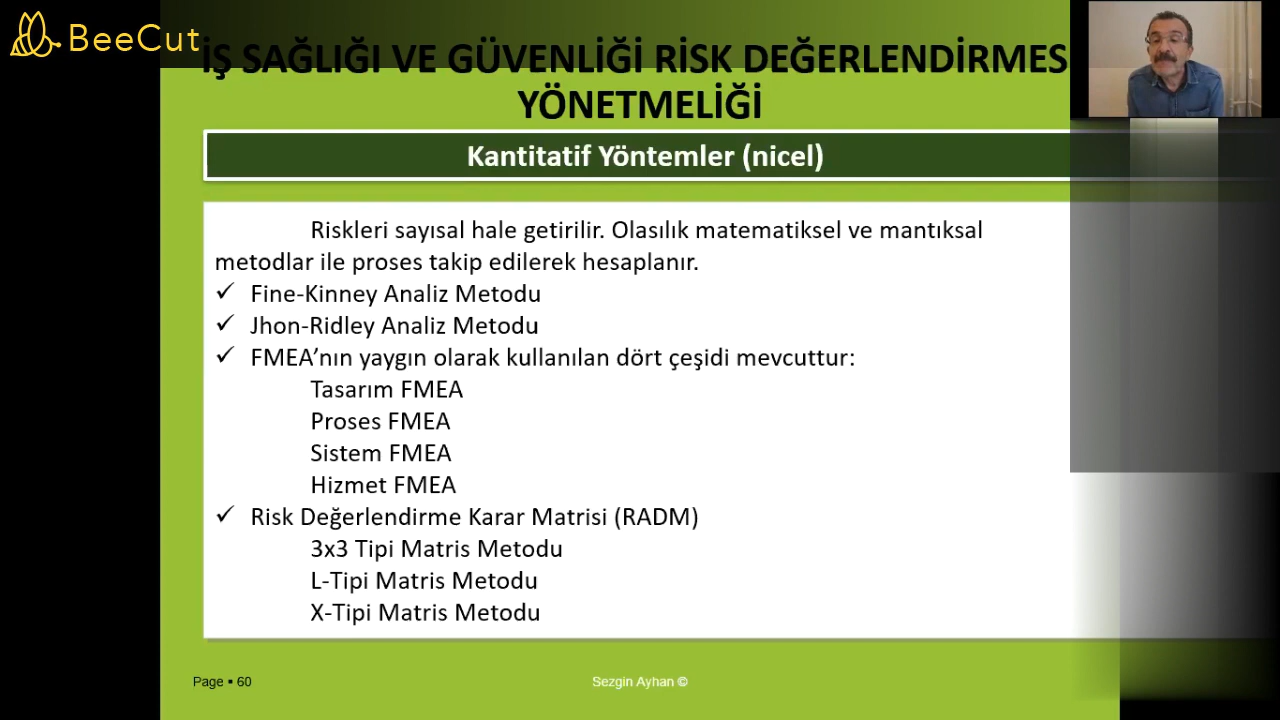 BeeCut
İŞ SAĞLIĞI VE GÜVENLİĞİ RİSK DEĞERLENDİRMES
YÖNETMELİĞİ
Kantitatif Yöntemler (nicel)
Riskleri sayısal hale getirilir. Olasılık matematiksel ve mantıksal
metodlar ile proses takip edilerek hesaplanır.
✓ Fine-Kinney Analiz Metodu
✓ Jhon-Ridley Analiz Metodu
✓ FMEA’nın yaygın olarak kullanılan dört çeşidi mevcuttur:
Tasarım FMEA
Proses FMEA
Sistem FMEA
Hizmet FMEA
✓ Risk Değerlendirme Karar Matrisi (RADM)
3x3 Tipi Matris Metodu
L-Tipi Matris Metodu
X-Tipi Matris Metodu
Page ▪ 60
Sezgin Ayhan ©